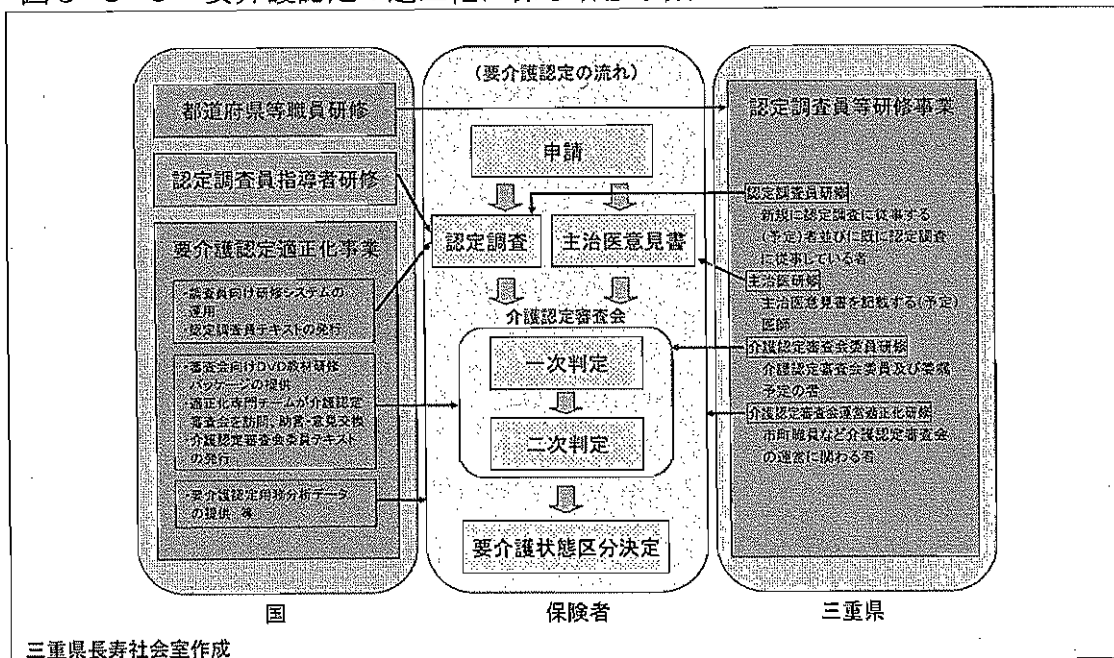 都道府県等職員研修
認定調査員指導者研修
要介護認定適正化事業
・調査員向け研修システムの
運用
・認定調査員テキストの発行
・審査会向けDVD教材研修
パッケージの提供
・適正化専門チームが介護認定
審査会を訪問、助言・意見交換
介護認定審査会委員テキスト
の発行
・要介護認定用務分析データ
の提供 等
国
(要介護認定の流れ)
申請
認定調査
主治医意見書
介護認定審査会
一次判定
二次判定
要介護状態区分決定
保険者
認定調査員等研修事業
認定調査員研修
新規に認定調査に従事する
(予定)者並びに既に認定調査
に従事している者
主治医研修
主治医意見書を記載する(予定)
医師
介護認定審査会委員研修
介護認定審査会委員及び委嘱
予定の者
介護認定審査会運営適正化研修
市町職員など介護認定審査会
の運営に関わる者
三重県
三重県長寿社会室作成